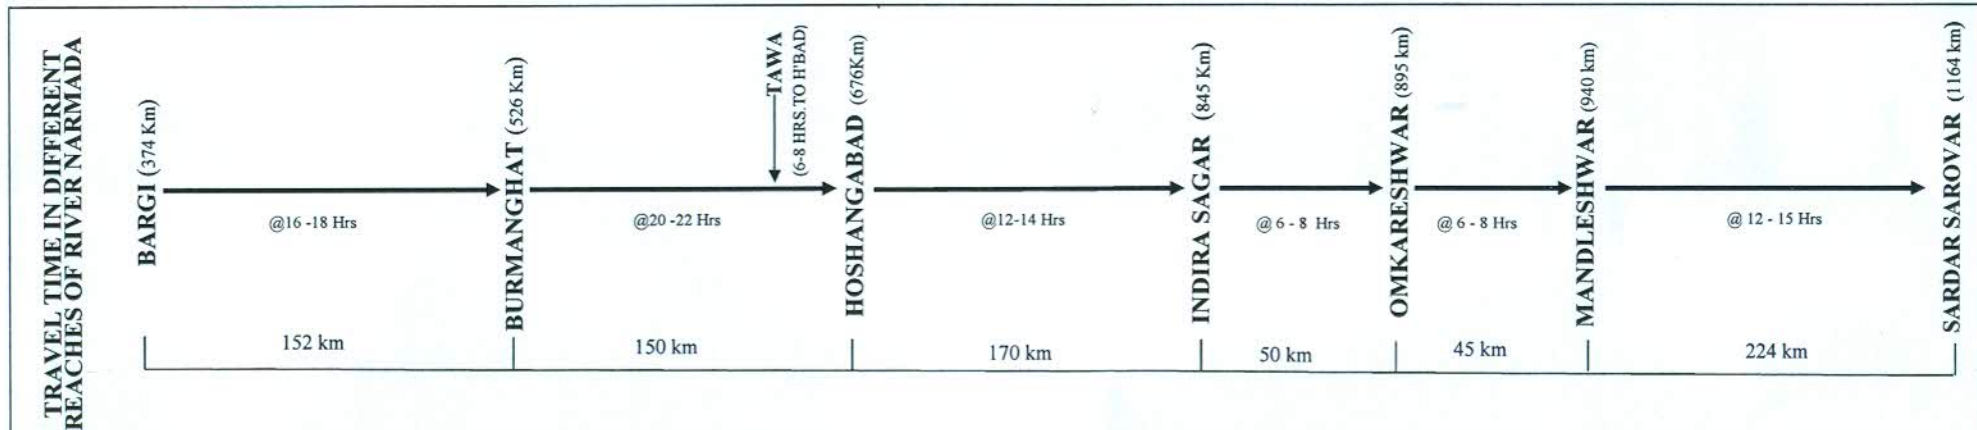 TRAVEL TIME IN DIFFERENT
REACHES OF RIVER NARMADA
BARGI (374 Km)
@16 -18 Hrs
BURMANGHAT (526 Km)
@20 -22 Hrs
TAWA
(6-8 HRS.TO H'BAD)
HOSHANGABAD (676Km)
@12-14 Hrs
INDIRA SAGAR (845 Km)
@ 6 - 8 Hrs
OMKARESHWAR (895 km)
@ 6 - 8 Hrs
MANDLESHWAR (940 km)
@ 12 - 15 Hrs
SARDAR SAROVAR (1164 km)
152 km
150 km
170 km
50 km
45 km
224 km